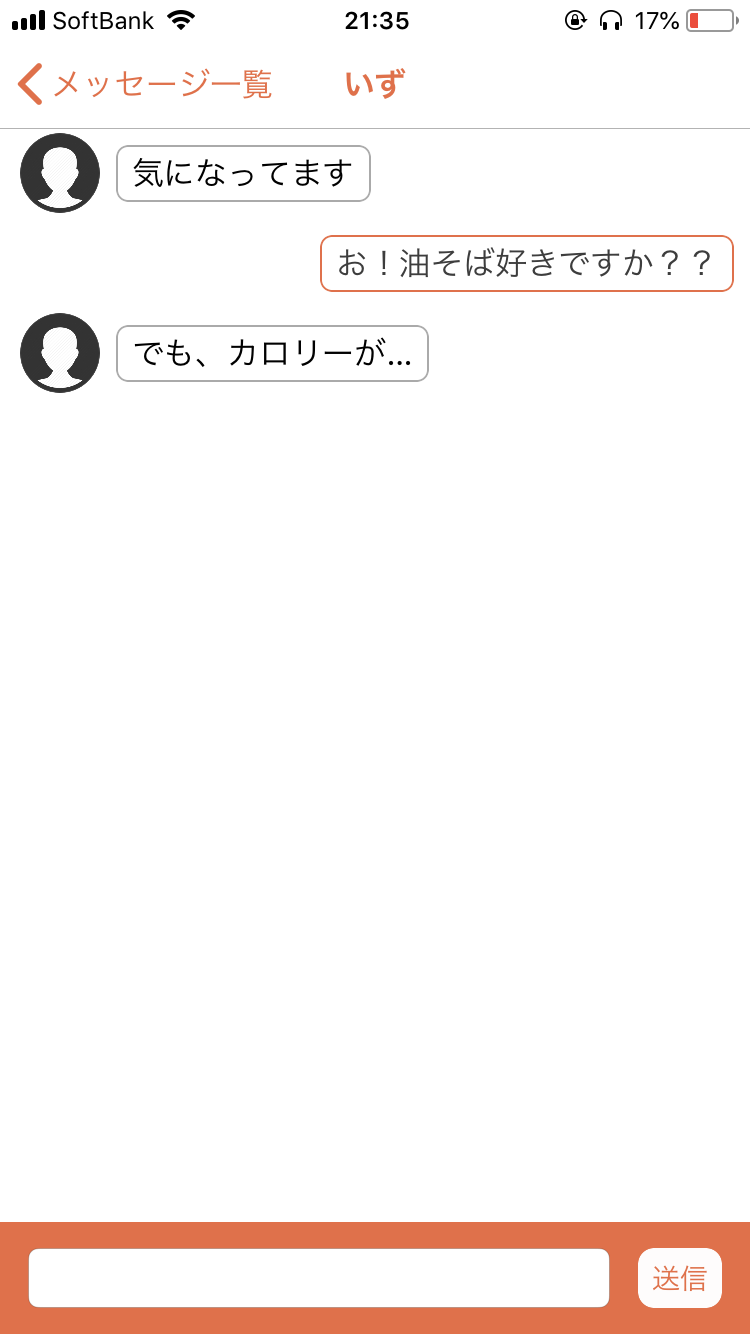 SoftBank 21:35 17%
メッセージ一覧 いず
気になってます
お！油そば好きですか？？
でも、カロリーが...
送信